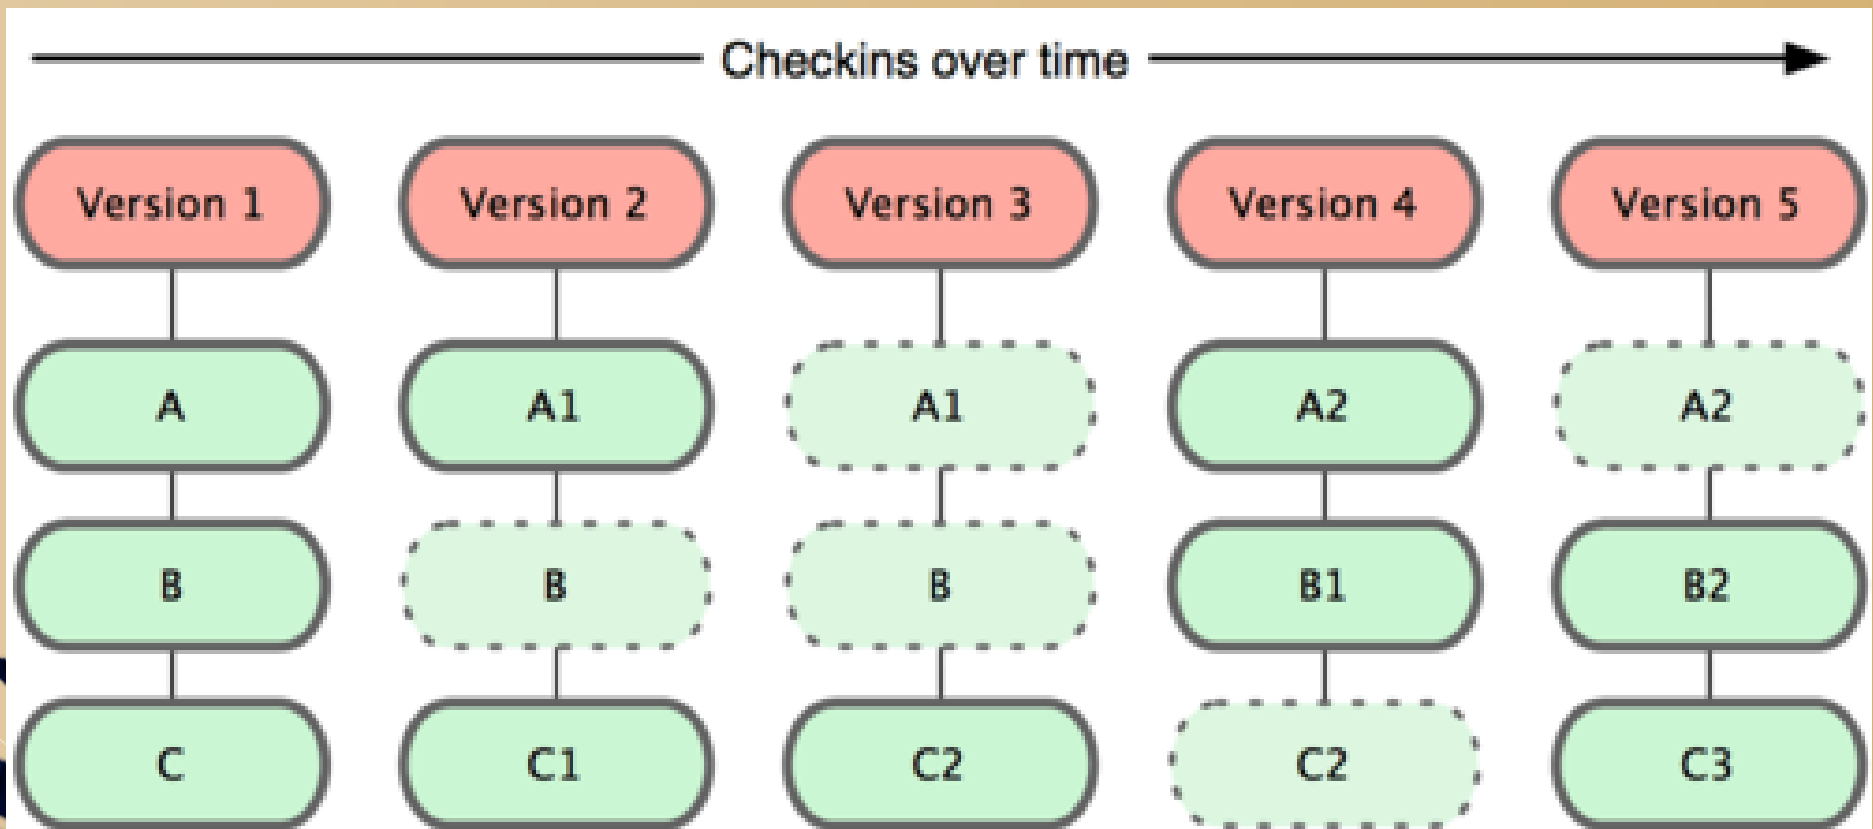 Checkins over time
Version 1 Version 2 Version 3 Version 4 Version 5
A A1 A1 A2 A2
B B B B1 B2
C C1 C2 C2 C3